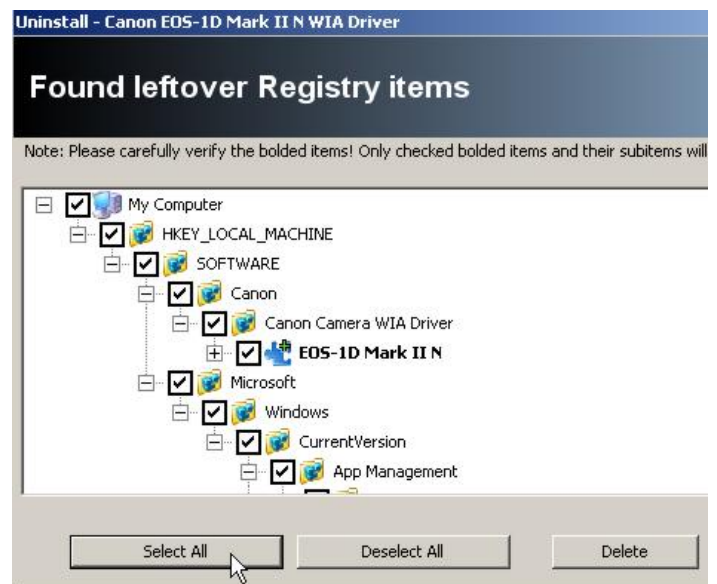 Uninstall - Canon EOS-1D Mark II N WIA Driver
Found leftover Registry items
Note: Please carefully verify the bolded items! Only checked bolded items and their subitems will
My Computer
HKEY_LOCAL_MACHINE
SOFTWARE
Canon
Canon Camera WIA Driver
EOS-1D Mark II N
Microsoft
Windows
CurrentVersion
App Management
Select All Deselect All Delete